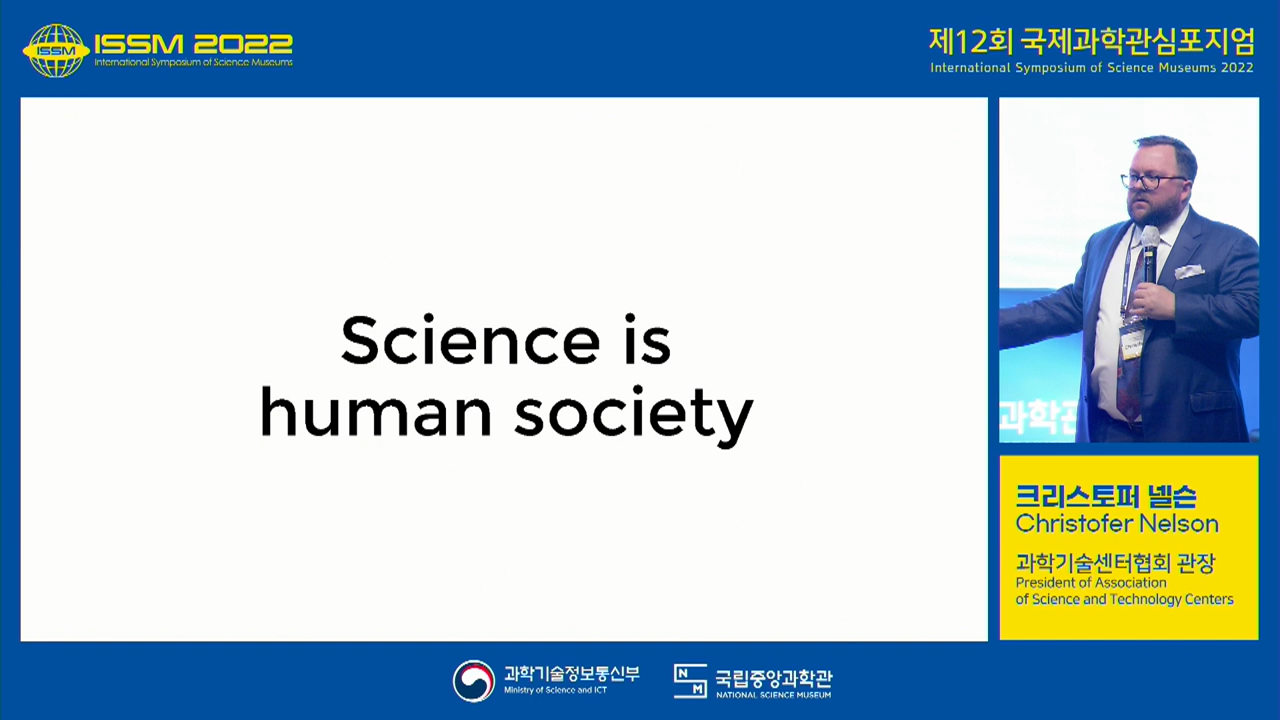 ISSM
ISSM 2022
International Symposium of Science Museums
제12회 국제과학관심포지엄
International Symposium of Science Museums 2022
Science is
human society
과학관
크리스토퍼 넬슨
Christofer Nelson
과학기술센터협회 관장
President of Association
of Science and Technology Centers
과학기술정보통신부
Ministry of Science and ICT
NSM
국립중앙과학관
NATIONAL SCIENCE MUSEUM